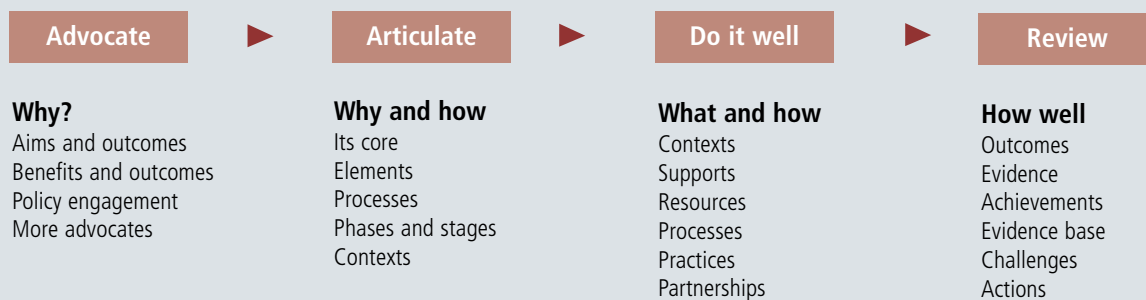 Advocate
Why?
Aims and outcomes
Benefits and outcomes
Policy engagement
More advocates
Articulate
Why and how
Its core
Elements
Processes
Phases and stages
Contexts
Do it well
What and how
Contexts
Supports
Resources
Processes
Practices
Partnerships
Review
How well
Outcomes
Evidence
Achievements
Evidence base
Challenges
Actions